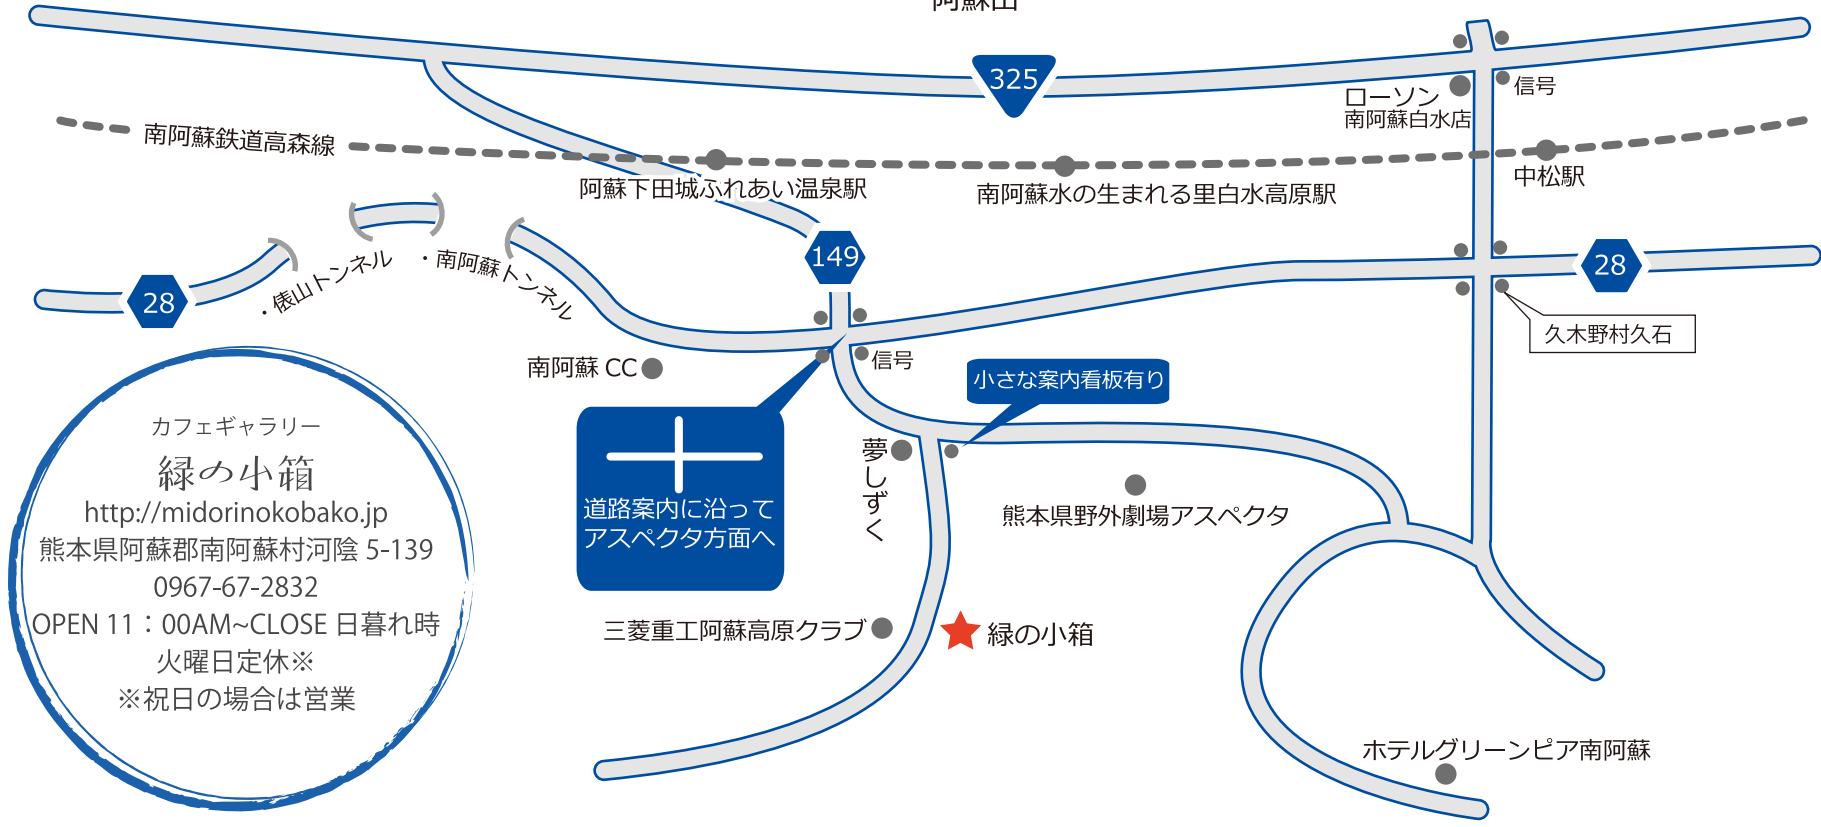 阿蘇山
325
ローソン
南阿蘇白水店
信号
南阿蘇鉄道高森線
阿蘇下田城ふれあい温泉駅
南阿蘇水の生まれる里白水高原駅
中松駅
149
28
28
・俵山トンネル
・南阿蘇トンネル
久木野村久石
南阿蘇 CC
信号
小さな案内看板有り
道路案内に沿って
アスペクタ方面へ
夢しずく
熊本県野外劇場アスペクタ
三菱重工阿蘇高原クラブ
緑の小箱
ホテルグリーンピア南阿蘇
カフェギャラリー
緑の小箱
http://midorinokobako.jp
熊本県阿蘇郡南阿蘇村河陰 5-139
0967-67-2832
OPEN 11：00AM~CLOSE 日暮れ時
火曜日定休※
※祝日の場合は営業